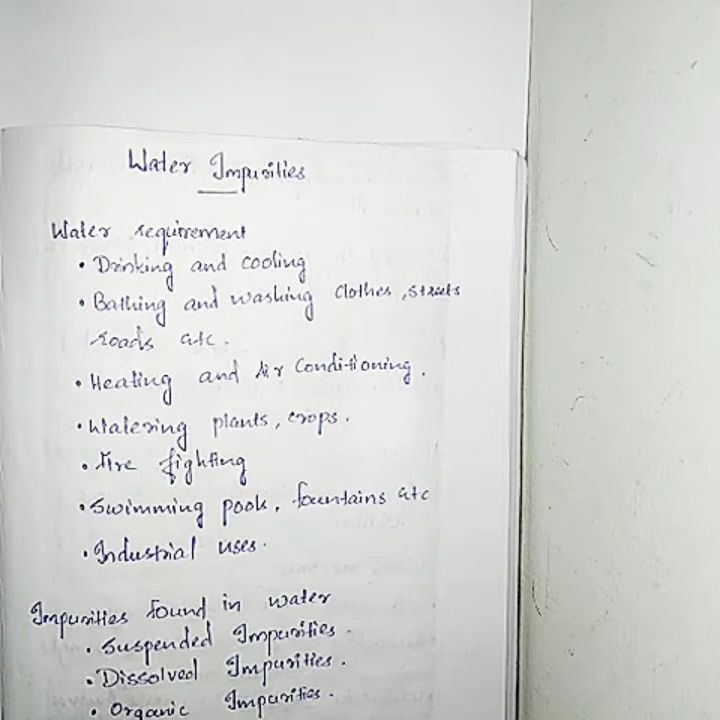 Water Impurities
Water requirement
• Drinking and cooling
• Bathing and washing clothes, streets
roads etc.
• Heating and Air Conditioning.
• Watering plants, crops.
• Fire fighting
• Swimming pools, fountains etc
• Industrial uses.
Impurities found in water
• Suspended Impurities.
• Dissolved Impurities.
• Organic Impurities.